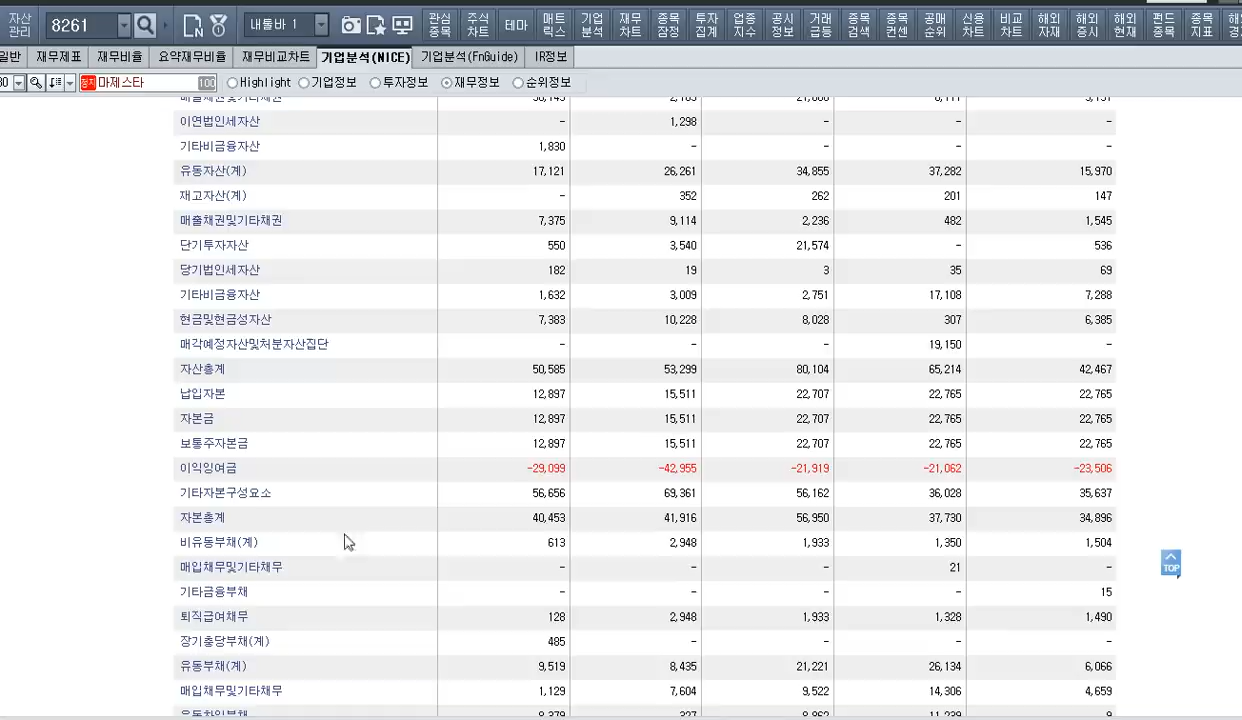 자산 8261 내툴바 1 관심 주식 테마 매트 기업 재무 종목 투자 업종 공시 거래 종목 종목 공매 신용 비교 해외 해외 해외 펀드 종목
관리 종목 차트 릭스 분석 차트 잠정 집계 지수 정보 급등 검색 컨센 순위 차트 차트 자재 증시 현재 종목 지표
일반 재무제표 재무비율 요약재무비율 재무비교차트 기업분석(NICE) 기업분석(FnGuide) IR정보
마제스타 100 Highlight 기업정보 투자정보 재무정보 순위정보
이연법인세자산 - 1,298 - - -
기타비금융자산 1,830 - - - -
유동자산(계) 17,121 26,261 34,855 37,282 15,970
재고자산(계) - 352 262 201 147
매출채권및기타채권 7,375 9,114 2,236 482 1,545
단기투자자산 550 3,540 21,574 - 536
당기법인세자산 182 19 3 35 69
기타비금융자산 1,632 3,009 2,751 17,108 7,288
현금및현금성자산 7,383 10,228 8,028 307 6,385
매각예정자산및처분자산집단 - - - 19,150 -
자산총계 50,585 53,299 80,104 65,214 42,467
납입자본 12,897 15,511 22,707 22,765 22,765
자본금 12,897 15,511 22,707 22,765 22,765
보통주자본금 12,897 15,511 22,707 22,765 22,765
이익잉여금 -29,099 -42,955 -21,919 -21,062 -23,506
기타자본구성요소 56,656 69,361 56,162 36,028 35,637
자본총계 40,453 41,916 56,950 37,730 34,896
비유동부채(계) 613 2,948 1,933 1,350 1,504
매입채무및기타채무 - - - 21 -
기타금융부채 - - - - 15
퇴직급여채무 128 2,948 1,933 1,328 1,490
장기충당부채(계) 485 - - - -
유동부채(계) 9,519 8,435 21,221 26,134 6,066
매입채무및기타채무 1,129 7,604 9,522 14,306 4,659
TOP